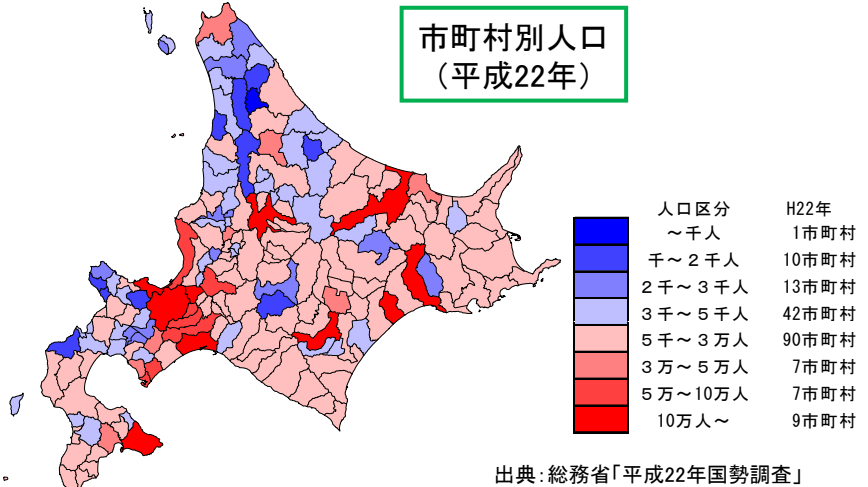 市町村別人口
（平成22年）
人口区分 H22年
～千人 1市町村
千～２千人 10市町村
２千～３千人 13市町村
３千～５千人 42市町村
５千～３万人 90市町村
３万～５万人 7市町村
５万～10万人 7市町村
10万人～ 9市町村
出典：総務省「平成22年国勢調査」